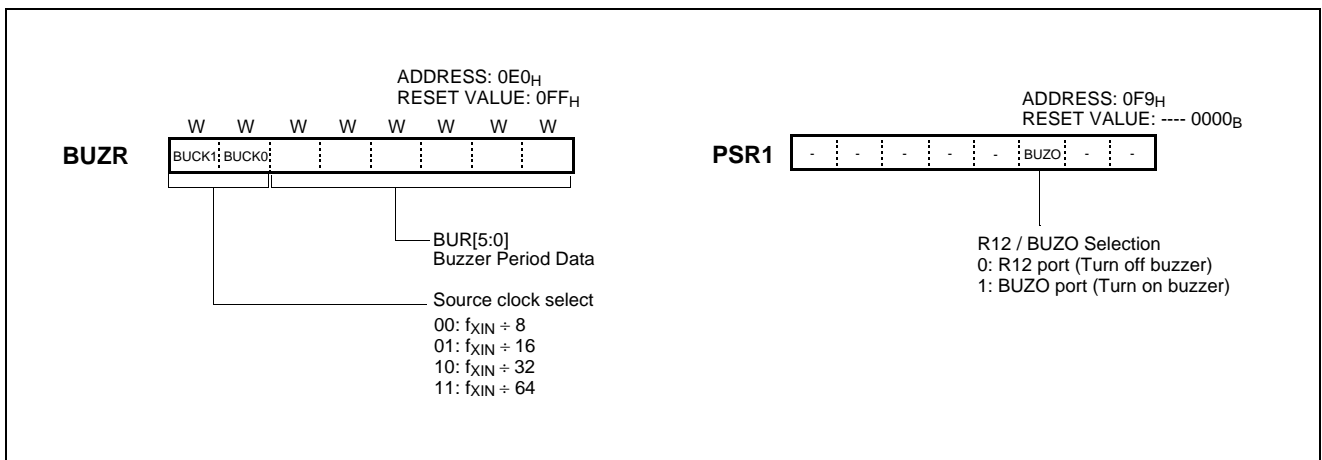 ADDRESS: 0E0H
RESET VALUE: 0FFH
W W W W W W W W
BUZR BUCK1 BUCK0
BUR[5:0]
Buzzer Period Data
Source clock select
00: fXIN ÷ 8
01: fXIN ÷ 16
10: fXIN ÷ 32
11: fXIN ÷ 64
ADDRESS: 0F9H
RESET VALUE: ---- 0000B
PSR1 - - - - - BUZO - -
R12 / BUZO Selection
0: R12 port (Turn off buzzer)
1: BUZO port (Turn on buzzer)